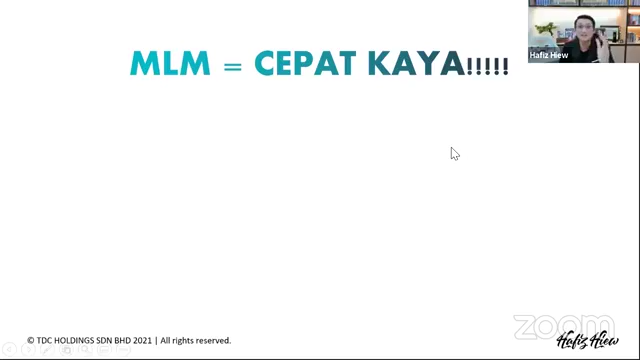 MLM = CEPAT KAYA!!!!!
Hafiz Hiew
© TDC HOLDINGS SDN BHD 2021 | All rights reserved.
zoom
Hafiz Hiew